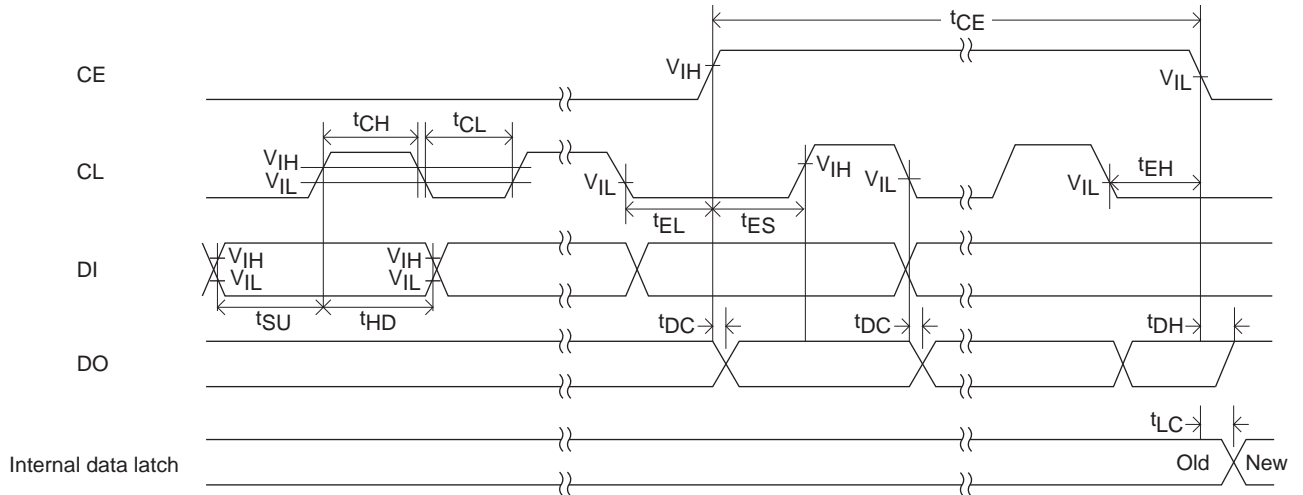 tCE
CE
VIH
VIL
tCH
tCL
CL
VIH
VIL
VIL
VIH
VIL
VIL
tEH
tEL
tES
DI
VIH
VIL
VIH
VIL
tSU
tHD
tDC
tDC
tDH
DO
tLC
Internal data latch
Old
New